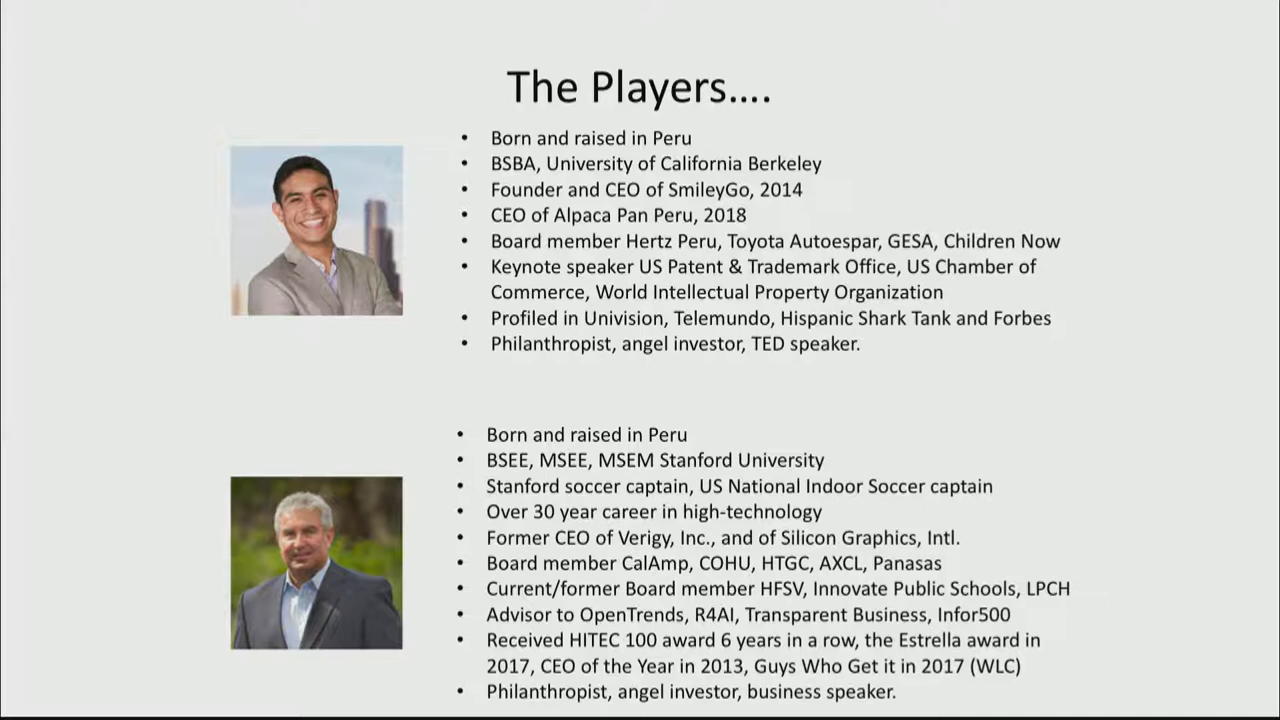 The Players....
• Born and raised in Peru
• BSBA, University of California Berkeley
• Founder and CEO of SmileyGo, 2014
• CEO of Alpaca Pan Peru, 2018
• Board member Hertz Peru, Toyota Autoespar, GESA, Children Now
• Keynote speaker US Patent & Trademark Office, US Chamber of
Commerce, World Intellectual Property Organization
• Profiled in Univision, Telemundo, Hispanic Shark Tank and Forbes
• Philanthropist, angel investor, TED speaker.
• Born and raised in Peru
• BSEE, MSEE, MSEM Stanford University
• Stanford soccer captain, US National Indoor Soccer captain
• Over 30 year career in high-technology
• Former CEO of Verigy, Inc., and of Silicon Graphics, Intl.
• Board member CalAmp, COHU, HTGC, AXCL, Panasas
• Current/former Board member HFSV, Innovate Public Schools, LPCH
• Advisor to OpenTrends, R4AI, Transparent Business, Infor500
• Received HITEC 100 award 6 years in a row, the Estrella award in
2017, CEO of the Year in 2013, Guys Who Get it in 2017 (WLC)
• Philanthropist, angel investor, business speaker.